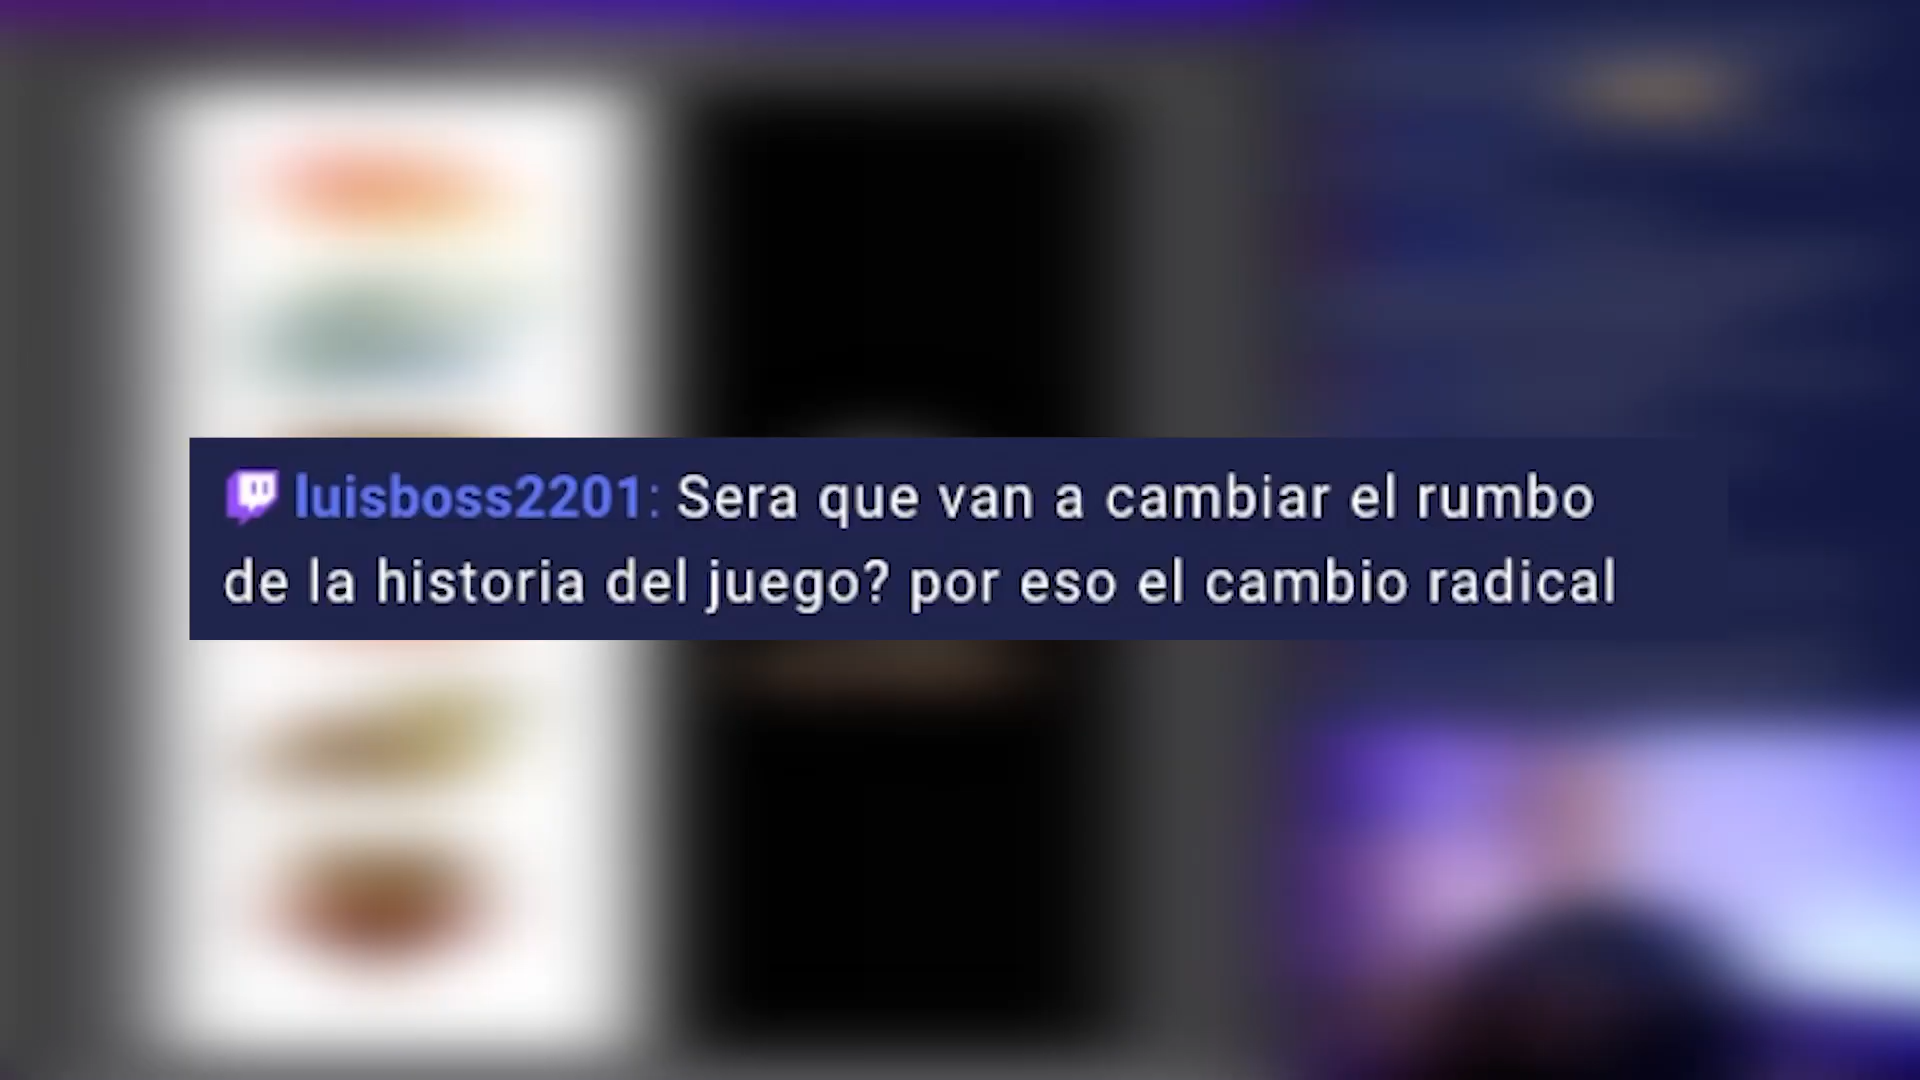 luisboss2201: Sera que van a cambiar el rumbo
de la historia del juego? por eso el cambio radical